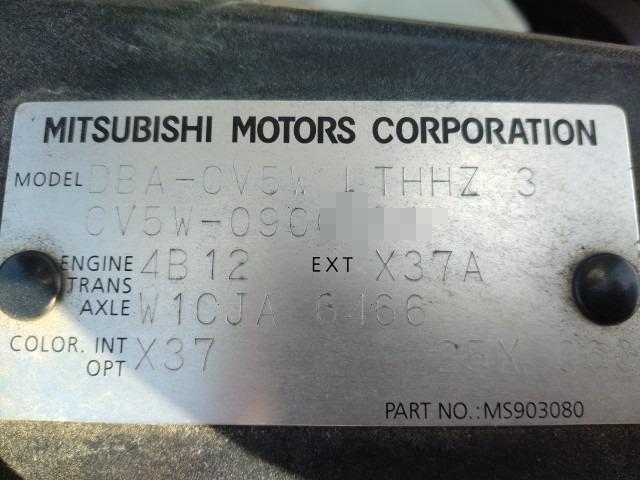 MITSUBISHI MOTORS CORPORATION
MODEL DBA-CV5W LTHHZ 3
CV5W-090
ENGINE 4B12 EXT X37A
TRANS
AXLE W1CJA 6466
COLOR. INT X37
OPT 25X
PART NO.:MS903080